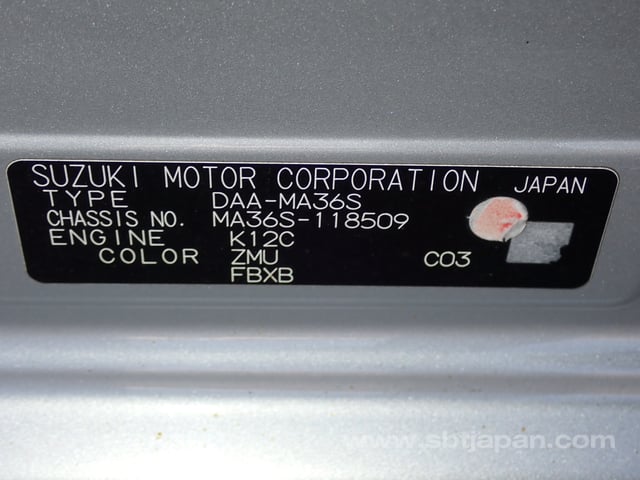 SUZUKI MOTOR CORPORATION JAPAN
TYPE DAA-MA36S
CHASSIS NO. MA36S-118509
ENGINE K12C
COLOR ZMU C03
FBXB
www.sbtjapan.com